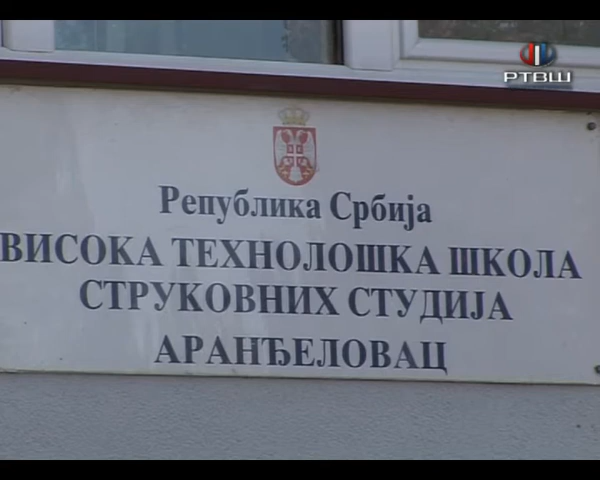 РТВШ
Република Србија
ВИСОКА ТЕХНОЛОШКА ШКОЛА
СТРУКОВНИХ СТУДИЈА
АРАНЂЕЛОВАЦ